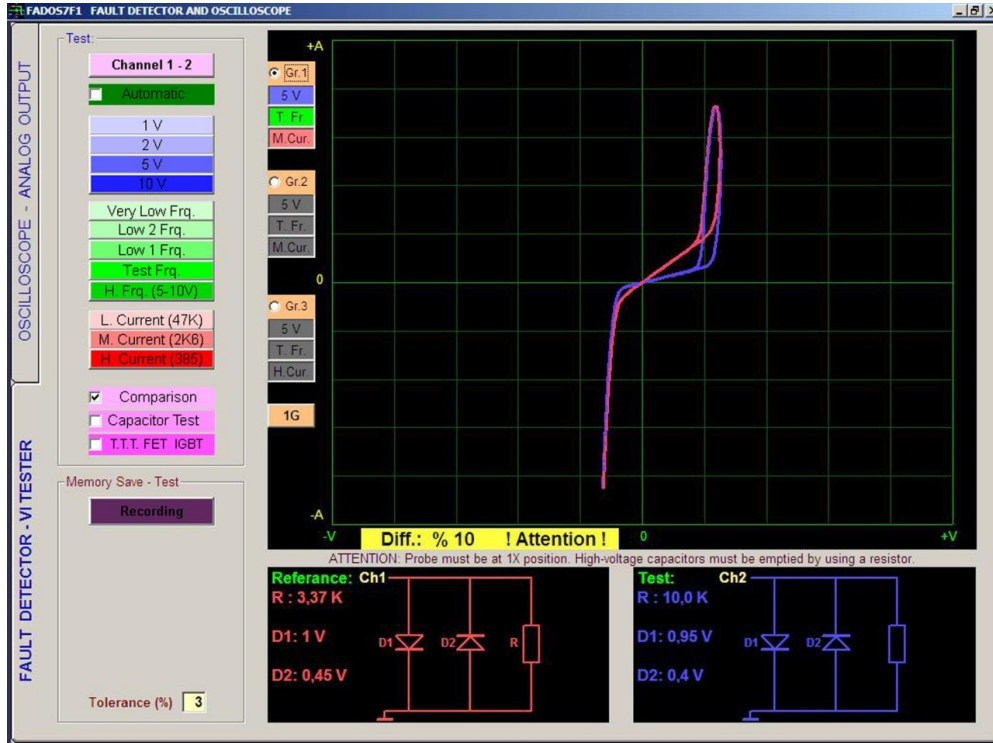 FADOS7F1 FAULT DETECTOR AND OSCILLOSCOPE
OSCILLOSCOPE - ANALOG OUTPUT
FAULT DETECTOR - VI TESTER
Test:
Channel 1 - 2
Automatic
1 V
2 V
5 V
10 V
Very Low Frq.
Low 2 Frq.
Low 1 Frq.
Test Frq.
H. Frq. (5-10V)
L. Current (47K)
M. Current (2K6)
H. Current (385)
Comparison
Capacitor Test
T.T.T. FET IGBT
Memory Save - Test
Recording
Tolerance (%) 3
+A
Gr.1
5 V
T. Fr
M.Cur.
Gr.2
5 V
T. Fr.
M.Cur.
0
Gr.3
5 V
T. Fr.
H.Cur.
1G
-A
-V
Diff.: % 10 ! Attention !
0
+V
ATTENTION: Probe must be at 1X position. High-voltage capacitors must be emptied by using a resistor.
Referance: Ch1
R : 3,37 K
D1: 1 V
D2: 0,45 V
D1
D2
R
Test: Ch2
R : 10,0 K
D1: 0,95 V
D2: 0,4 V
D1
D2